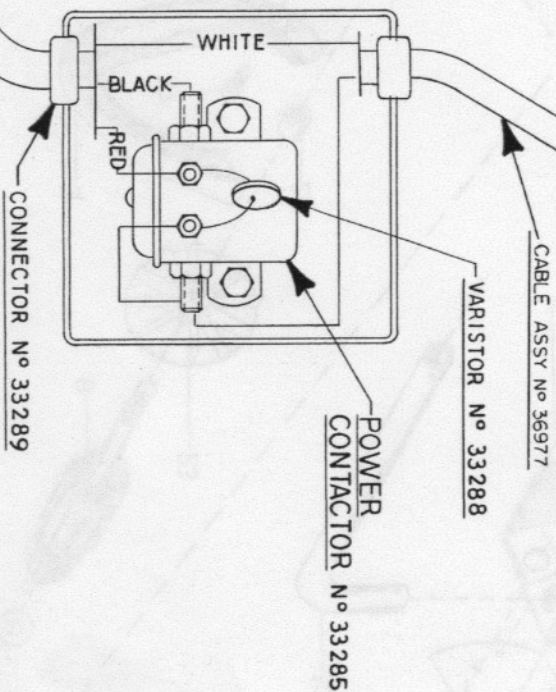 WHITE
BLACK
RED
CABLE ASSY Nº 36977
VARISTOR Nº 33288
POWER
CONTACTOR Nº 33285
CONNECTOR Nº 33289